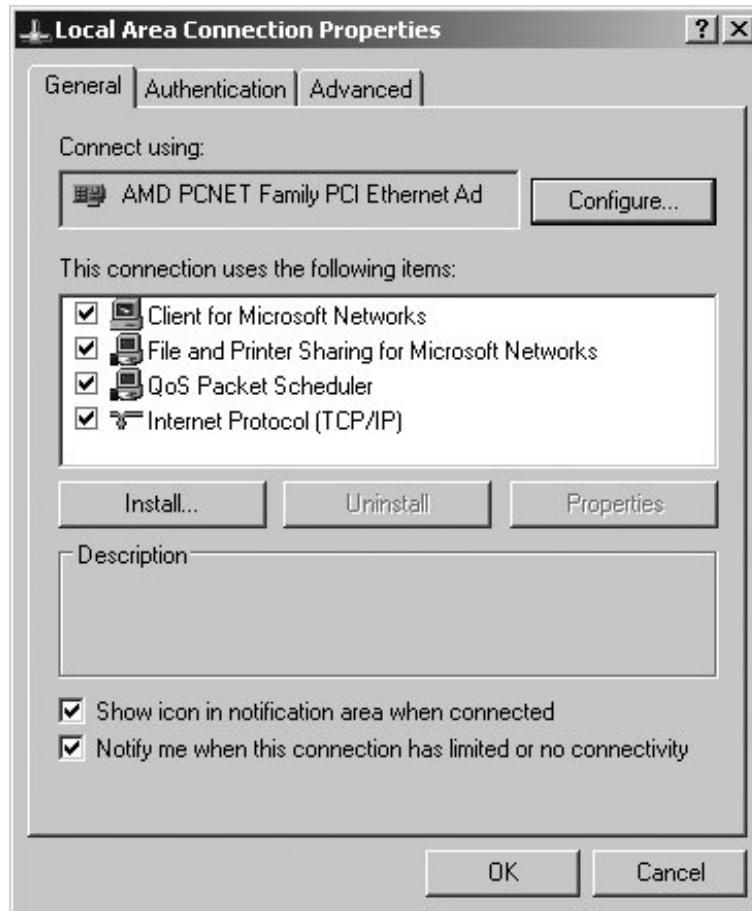 Local Area Connection Properties
General Authentication Advanced
Connect using:
AMD PCNET Family PCI Ethernet Ad Configure...
This connection uses the following items:
Client for Microsoft Networks
File and Printer Sharing for Microsoft Networks
QoS Packet Scheduler
Internet Protocol (TCP/IP)
Install... Uninstall Properties
Description
Show icon in notification area when connected
Notify me when this connection has limited or no connectivity
OK Cancel